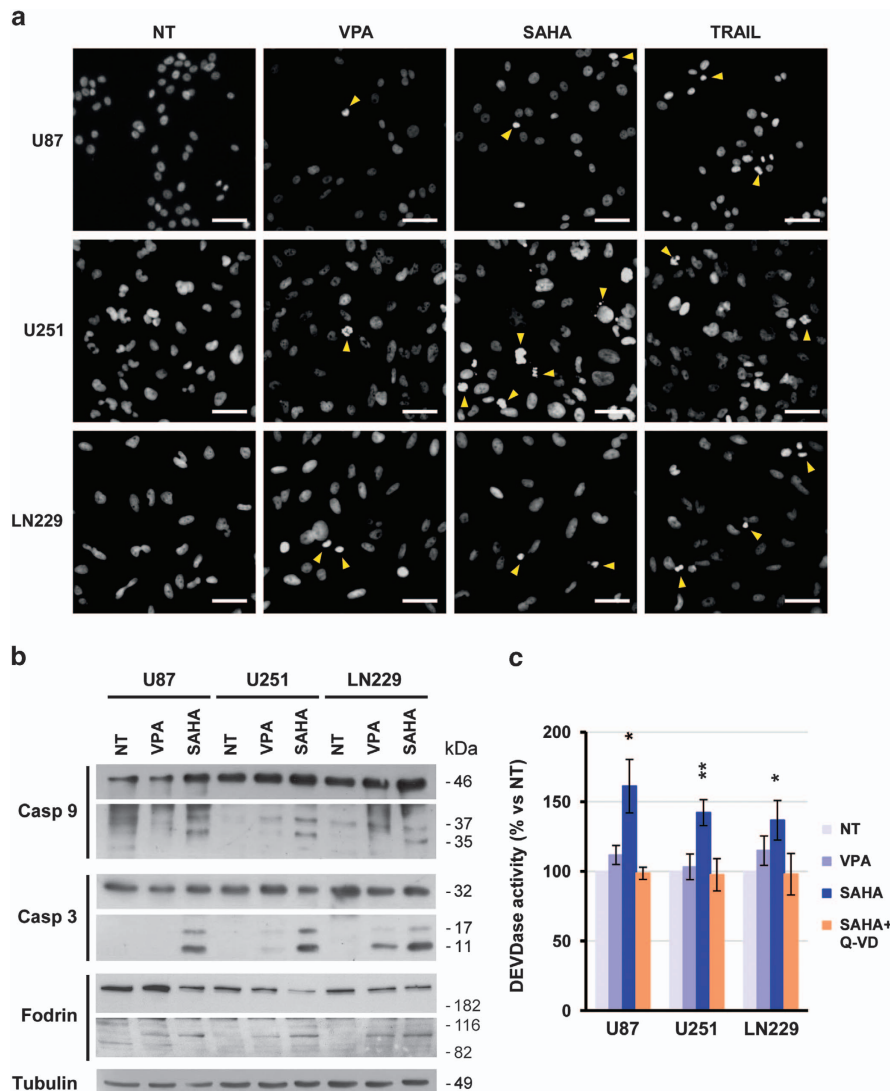 a
NT VPA SAHA TRAIL
U87
U251
LN229
b
U87 U251 LN229
NT VPA SAHA NT VPA SAHA NT VPA SAHA kDa
Casp 9
- 46
- 37
- 35
Casp 3
- 32
- 17
- 11
Fodrin
- 182
- 116
- 82
Tubulin
- 49
c
DEVDase activity (% vs NT)
200
150
100
50
0
* ** *
U87 U251 LN229
NT
VPA
SAHA
SAHA+
Q-VD